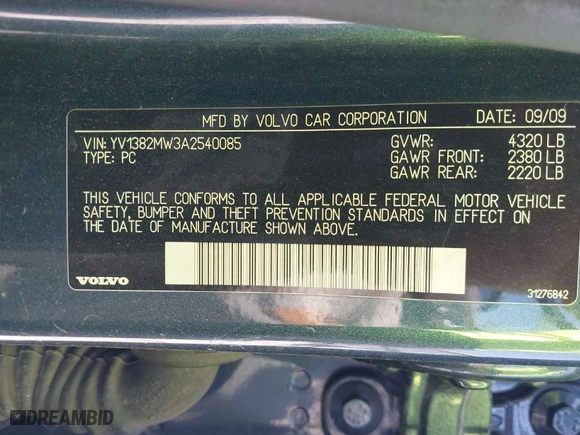 MFD BY VOLVO CAR CORPORATION DATE: 09/09
VIN: YV1382MW3A2540085 GVWR: 4320 LB
TYPE: PC GAWR FRONT: 2380 LB
GAWR REAR: 2220 LB
THIS VEHICLE CONFORMS TO ALL APPLICABLE FEDERAL MOTOR VEHICLE
SAFETY, BUMPER AND THEFT PREVENTION STANDARDS IN EFFECT ON
THE DATE OF MANUFACTURE SHOWN ABOVE.
VOLVO 31276842
DREAMBID